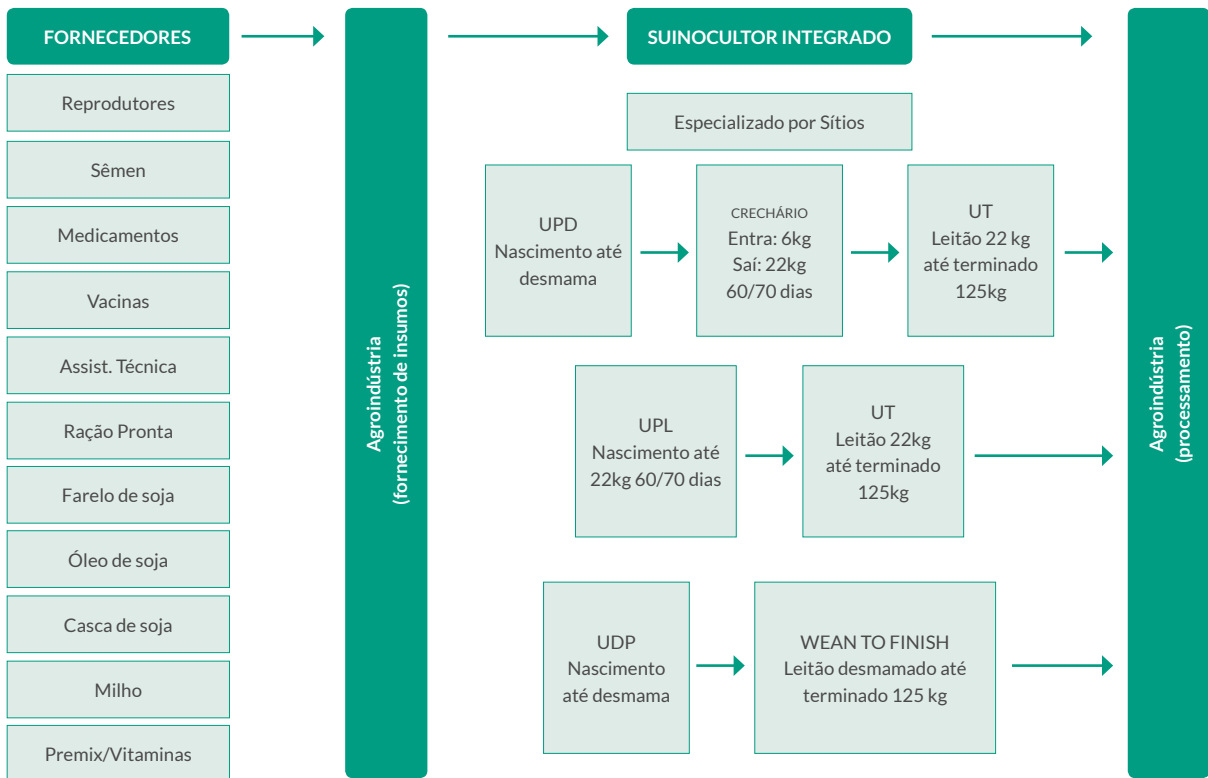 FORNECEDORES
Reprodutores
Sêmen
Medicamentos
Vacinas
Assist. Técnica
Ração Pronta
Farelo de soja
Óleo de soja
Casca de soja
Milho
Premix/Vitaminas
Agroindústria
(fornecimento de insumos)
SUINOCULTOR INTEGRADO
Especializado por Sítios
UPD
Nascimento até
desmama
CRECHÁRIO
Entra: 6kg
Saí: 22kg
60/70 dias
UT
Leitão 22 kg
até terminado
125kg
UPL
Nascimento até
22kg 60/70 dias
UT
Leitão 22kg
até terminado
125kg
UDP
Nascimento
até desmama
WEAN TO FINISH
Leitão desmamado até
terminado 125 kg
Agroindústria
(processamento)